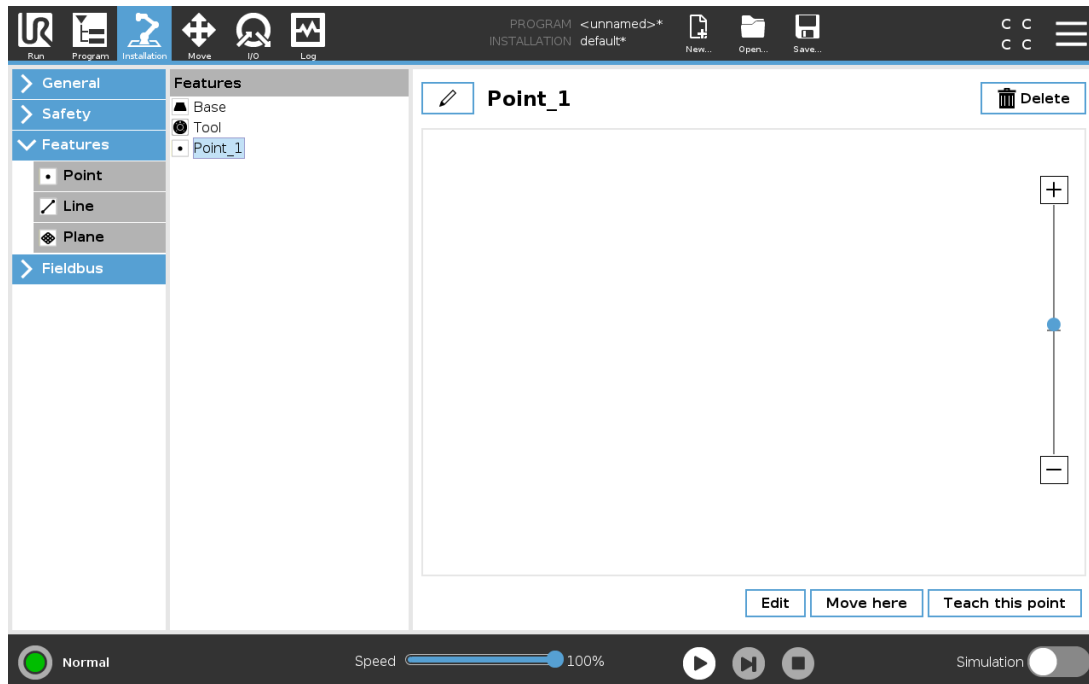 PROGRAM <unnamed>*
INSTALLATION default*
UR
Run Program Installation Move I/O Log
New... Open... Save...
C C
C C
General
Safety
Features
Point
Line
Plane
Fieldbus
Features
Base
Tool
Point_1
Point_1
Delete
Edit Move here Teach this point
Normal
Speed 100%
Simulation